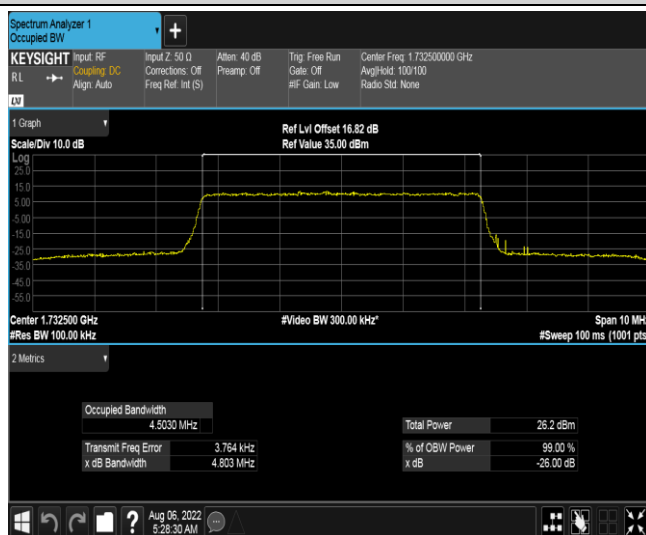 Spectrum Analyzer 1
Occupied BW
+
KEYSIGHT
R L
LXI
Input: RF
Coupling: DC
Align: Auto
Input Z: 50 Ω
Corrections: Off
Freq Ref: Int (S)
Atten: 40 dB
Preamp: Off
Trig: Free Run
Gate: Off
#IF Gain: Low
Center Freq: 1.732500000 GHz
Avg|Hold: 100/100
Radio Std: None
1 Graph
Scale/Div 10.0 dB
Ref Lvl Offset 16.82 dB
Ref Value 35.00 dBm
Log
25.0
15.0
5.00
-5.00
-15.0
-25.0
-35.0
-45.0
-55.0
Center 1.732500 GHz
#Res BW 100.00 kHz
#Video BW 300.00 kHz*
Span 10 MHz
#Sweep 100 ms (1001 pts
2 Metrics
Occupied Bandwidth
4.5030 MHz
Total Power 26.2 dBm
Transmit Freq Error 3.764 kHz
% of OBW Power 99.00 %
x dB Bandwidth 4.803 MHz
x dB -26.00 dB
?
Aug 06, 2022
5:28:30 AM